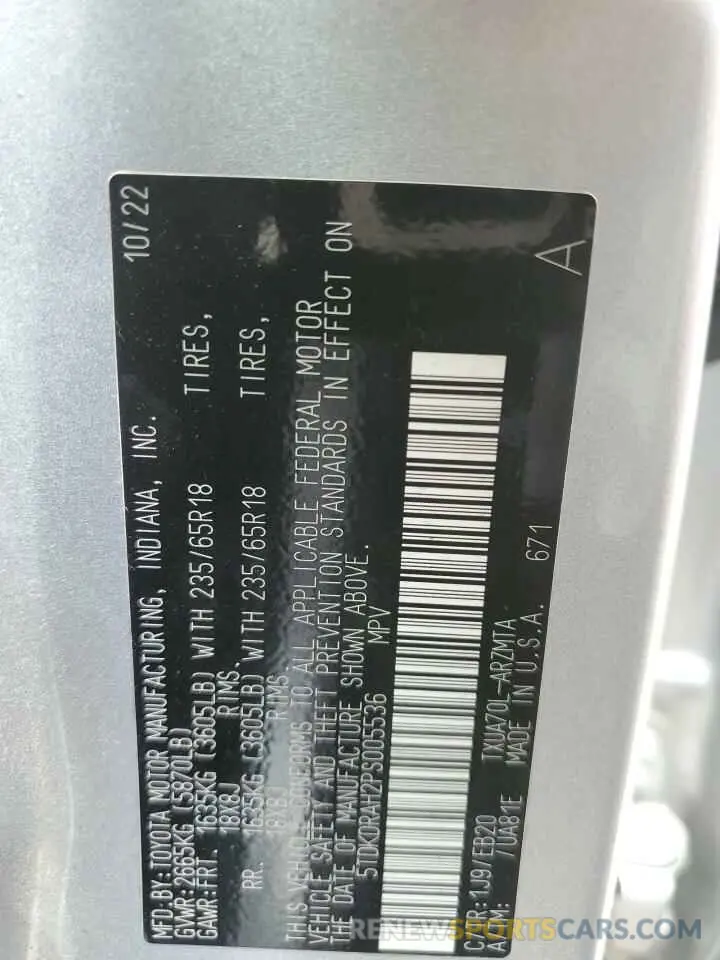 MFD.BY:TOYOTA MOTOR MANUFACTURING, INDIANA, INC. 10/22
GVWR:2665KG (5870LB)
GAWR:FRT. 1635KG (3605LB) WITH 235/65R18 TIRES,
18X8J RIMS.
RR. 1635KG (3605LB) WITH 235/65R18 TIRES,
18X8J RIMS.
THIS VEHICLE CONFORMS TO ALL APPLICABLE FEDERAL MOTOR
VEHICLE SAFETY AND THEFT PREVENTION STANDARDS IN EFFECT ON
THE DATE OF MANUFACTURE SHOWN ABOVE.
5TDKDRAH2PS005536 MPV
C/TR:1J9/EB20 TXUA70L-ARZMTA
A/TM: /UA81E MADE IN U.S.A. 671
A
RENEWSPORTSCARS.COM